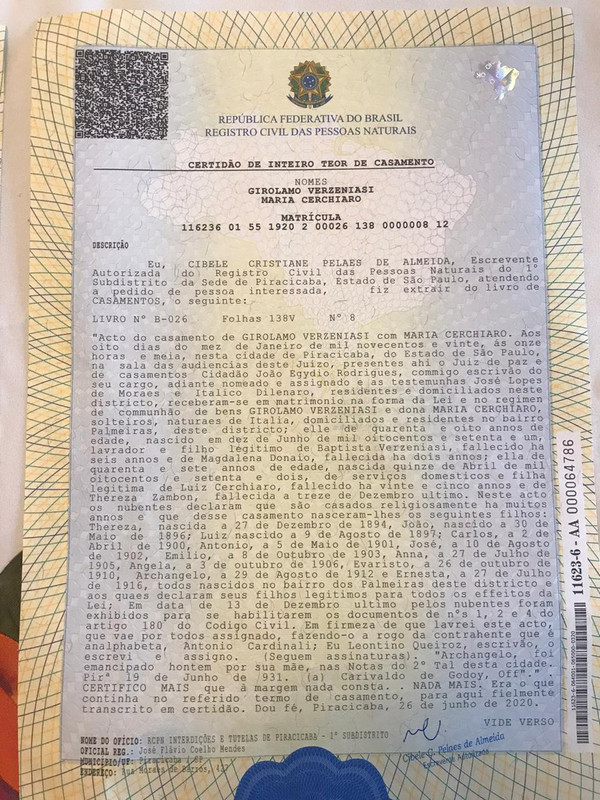 REPÚBLICA FEDERATIVA DO BRASIL
REGISTRO CIVIL DAS PESSOAS NATURAIS
CERTIDÃO DE INTEIRO TEOR DE CASAMENTO
NOMES
GIROLAMO VERZENIASI
MARIA CERCHIARO
MATRÍCULA
116236 01 55 1920 2 00026 138 0000008 12
DESCRIÇÃO
Eu, CIBELE CRISTIANE PELAES DE ALMEIDA, Escrevente
Autorizada do Registro Civil das Pessoas Naturais do 1º
Subdistrito da Sede de Piracicaba, Estado de São Paulo, atendendo
a pedido de pessoa interessada, fiz extrair do livro de
CASAMENTOS, o seguinte:
LIVRO Nº B-026 Folhas 138V Nº 8
"Acto do casamento de GIROLAMO VERZENIASI com MARIA CERCHIARO. Aos
oito dias do mez de Janeiro de mil novecentos e vinte, ás onze
horas e meia, nesta cidade de Piracicaba, do Estado de São Paulo,
na sala das audiencias deste Juizo, presentes ahi o Juiz de paz e
de casamentos Cidadão João Egydio Rodrigues, commigo escrivão do
seu cargo, adiante nomeado e assignado e as testemunhas José Lopes
de Moraes e Italico Dilenaro, residentes e domiciliados neste
districto, receberam-se em matrimonio na forma da Lei e no regimen
de communhão de bens GIROLAMO VERZENIASI e dona MARIA CERCHIARO,
solteiros, naturaes de Italia, domiciliados e residentes no bairro
Palmeiras, deste districto; elle de quarenta e oito annos de
edade, nascido em dez de Junho de mil oitocentos e setenta e um,
lavrador e filho legitimo de Baptista Verzeniasi, fallecido ha
seis annos e de Magdalena Donaio, fallecida ha dois annos; ella de
quarenta e sete annos de edade, nascida quinze de Abril de mil
oitocentos e setenta e dois, de serviços domesticos e filha
legitima de Luiz Cerchiaro, fallecido ha vinte e cinco annos e de
Thereza Zambon, fallecida a treze de Dezembro ultimo. Neste acto
os nubentes declaram que são casados religiosamente ha muitos
annos e que desse casamento nasceram-lhes os seguintes filhos:
Thereza, nascida a 27 de Dezembro de 1894, João, nascido a 30 de
Maio de 1896; Luiz nascido a 9 de Agosto de 1897; Carlos, a 2 de
Abril de 1900, Antonio, a 5 de Maio de 1901, José, a 10 de Agosto
de 1902, Emilio, a 8 de Outubro de 1903, Anna, a 27 de Julho de
1905, Angela, a 3 de outubro de 1906, Evaristo, a 26 de outubro de
1910, Archangelo, a 29 de Agosto de 1912 e Ernesta, a 27 de Julho
de 1916, todos nascidos no bairro dos Palmeiras deste districto e
aos quaes declaram seus filhos legitimos para todos os effeitos da
Lei; Em data de 13 de Dezembro ultimo pelos nubentes foram
exhibidos para se habilitarem os documentos de nºs 1, 2 e 4 do
artigo 180 do Codigo Civil. Em firmeza de que lavrei este acto,
que vae por todos assignado, fazendo-o a rogo da contrahente que é
analphabeta, Antonio Cardinali; Eu Leontino Queiroz, escrivão, o
escrevi e assigno. (Seguem assinaturas). "Archangelo, foi
emancipado hontem por sua mãe, nas Notas do 2º Tal desta cidade.
Pirª 19 de Junho de 931. (a) Carivaldo de Godoy, Offº"."
CERTIFICO MAIS que á margem nada consta. . NADA MAIS. Era o que
continha no referido termo de casamento, para aqui fielmente
transcrito em certidão. Dou fé, Piracicaba, 26 de junho de 2020.
VIDE VERSO
NOME DO OFÍCIO: RCPN INTERDIÇÕES E TUTELAS DE PIRACICABA - 1º SUBDISTRITO
OFICIAL REG.: José Flávio Coelho Mendes
MUNICÍPIO/UF: Piracicaba SP
ENDEREÇO: Rua Moraes de Barros, 427
Cibele C. Pelaes de Almeida
Escrevente Autorizada
11623-6 - AA 000064786